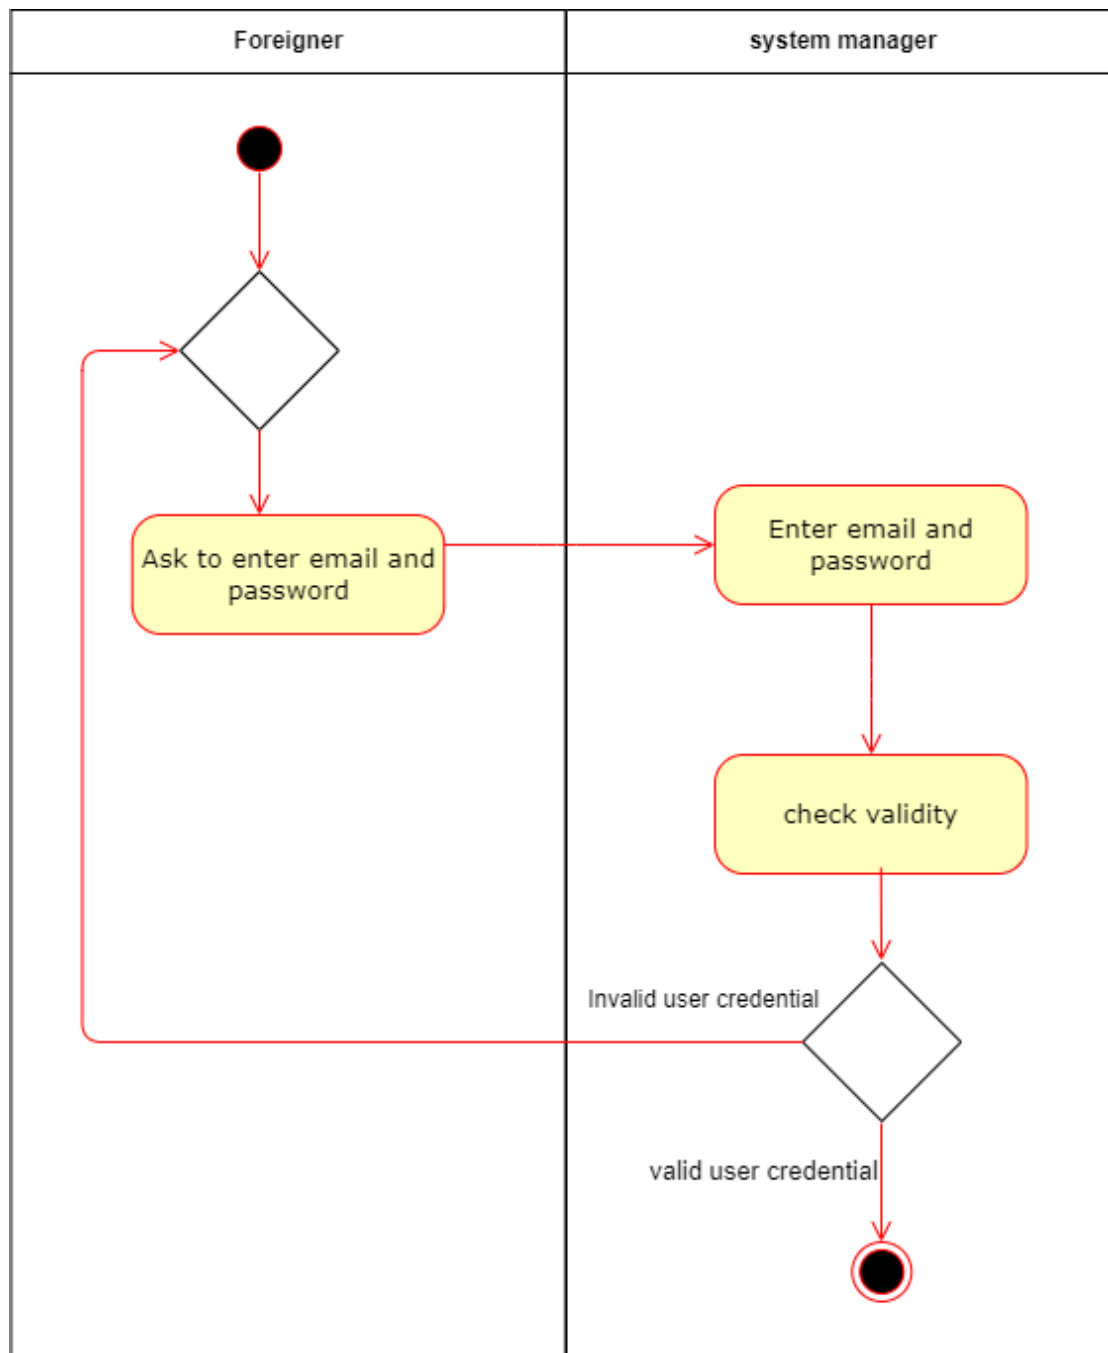 Foreigner
system manager
Ask to enter email and
password
Enter email and
password
check validity
Invalid user credential
valid user credential